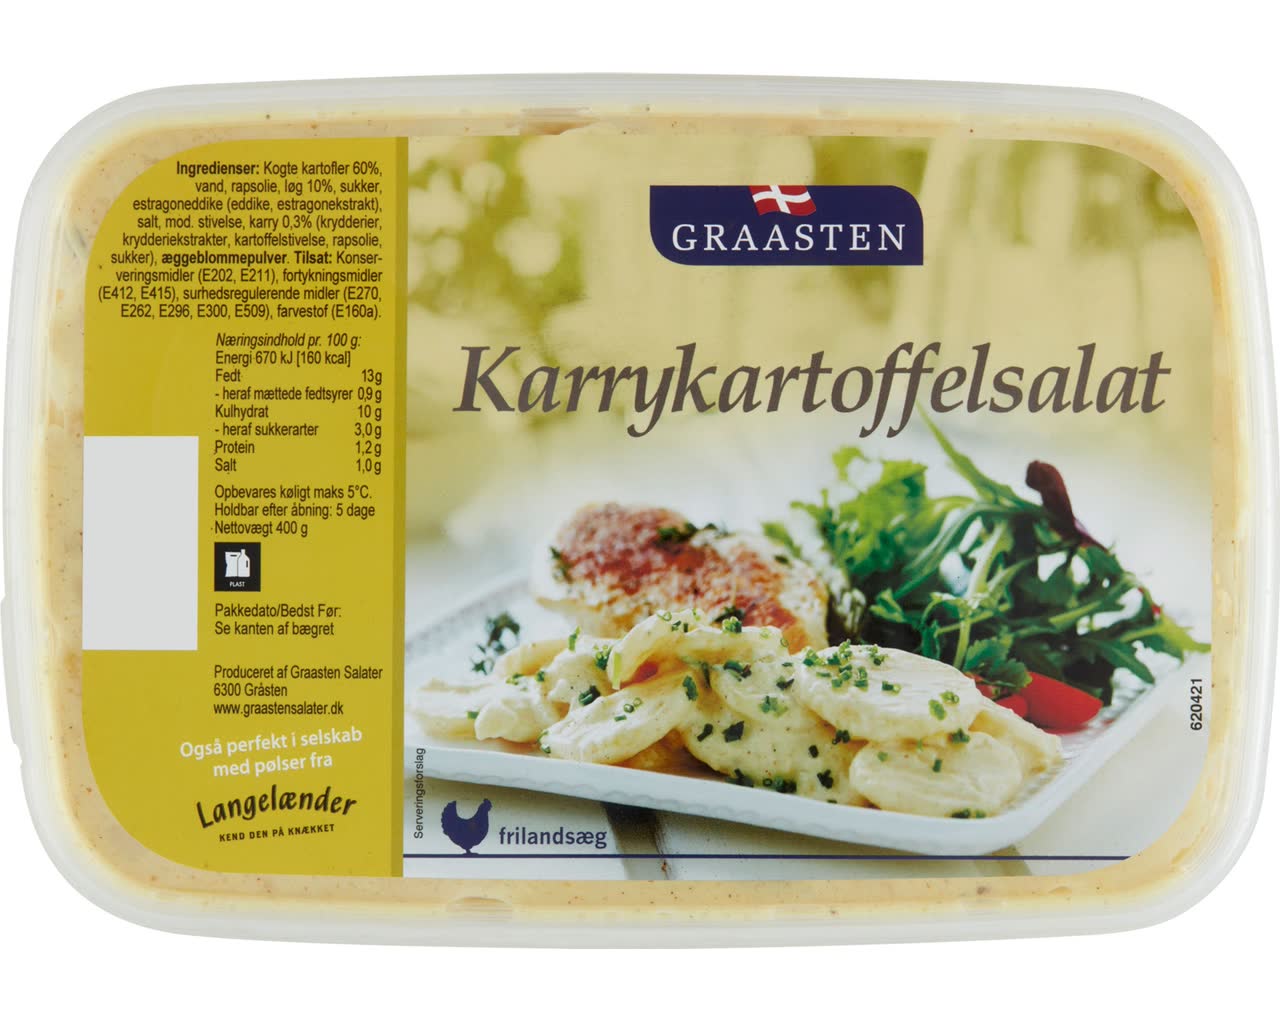 Ingredienser: Kogte kartofler 60%,
vand, rapsolie, løg 10%, sukker,
estragoneddike (eddike, estragonekstrakt),
salt, mod. stivelse, karry 0,3% (krydderier,
krydderiekstrakter, kartoffelstivelse, rapsolie,
sukker), æggeblommepulver. Tilsat: Konser-
veringsmidler (E202, E211), fortykningsmidler
(E412, E415), surhedsregulerende midler (E270,
E262, E296, E300, E509), farvestof (E160a).
Næringsindhold pr. 100 g:
Energi 670 kJ [160 kcal]
Fedt 13g
- heraf mættede fedtsyrer 0,9 g
Kulhydrat 10 g
- heraf sukkerarter 3,0 g
Protein 1,2 g
Salt 1,0 g
Opbevares køligt maks 5°C.
Holdbar efter åbning: 5 dage
Nettovægt 400 g
PLAST
Pakkedato/Bedst Før:
Se kanten af bægret
Produceret af Graasten Salater
6300 Gråsten
www.graastensalater.dk
Også perfekt i selskab
med pølser fra
Langelænder
KEND DEN PÅ KNÆKKET
GRAASTEN
Karrykartoffelsalat
Serveringsforslag
frilandsæg
620421